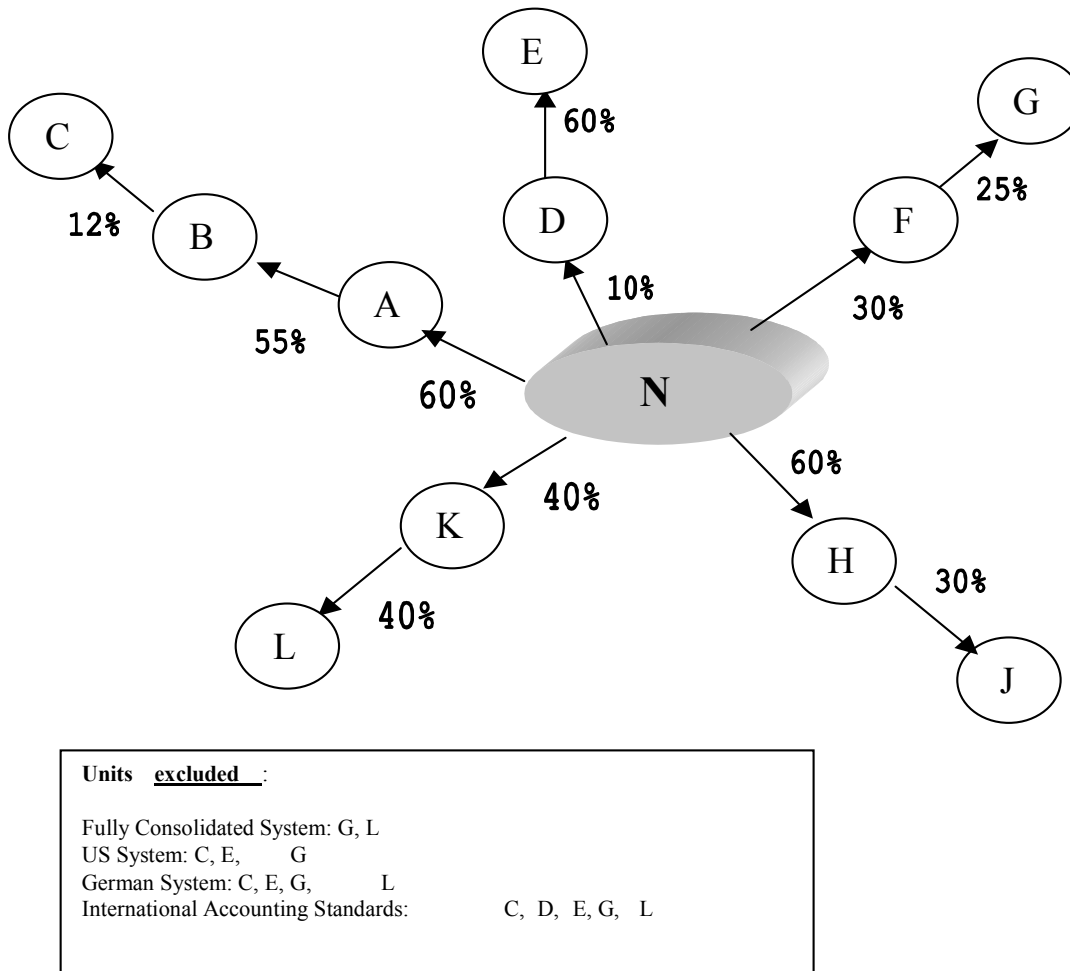 E
60%
G
C
25%
12%
B
D
F
A
10%
30%
55%
60%
N
60%
40%
K
H
30%
40%
L
J
Units excluded :
Fully Consolidated System: G, L
US System: C, E, G
German System: C, E, G, L
International Accounting Standards: C, D, E, G, L